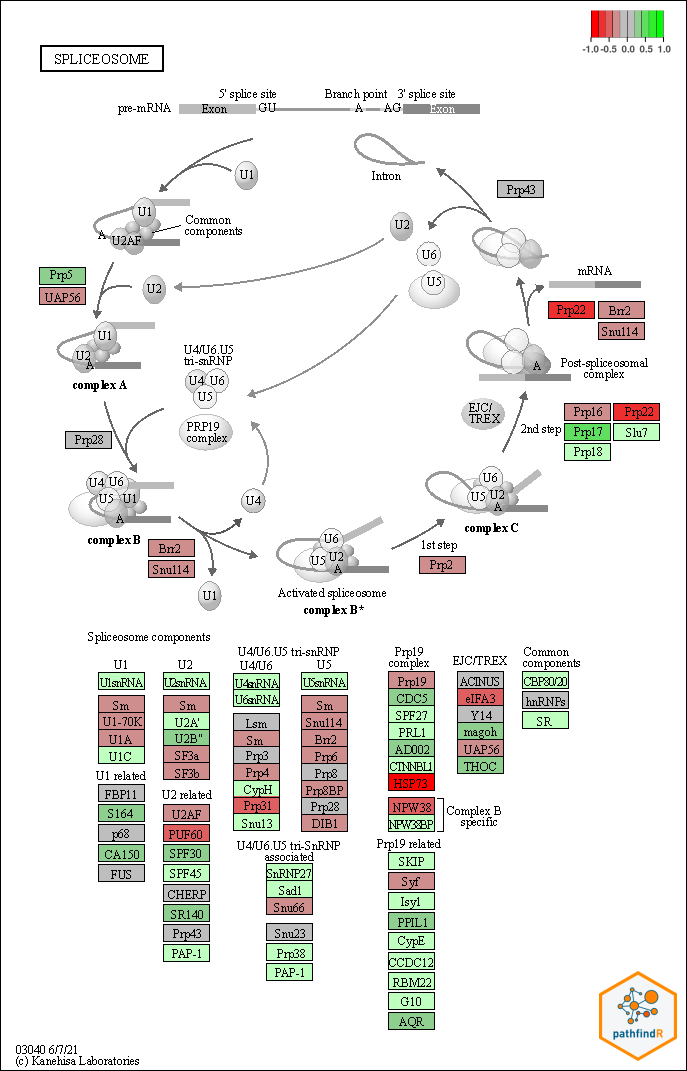 -1.0 -0.5 0.0 0.5 1.0
SPLICEOSOME
5' splice site
Branch point
3' splice site
pre-mRNA
Exon
GU
A
AG
Exon
U1
Intron
Prp43
U1
A
U2AF
Common
components
U2
U6
U5
mRNA
Prp5
UAP56
U2
Prp22
Brr2
Snu114
U1
U2
A
complex A
U4/U6.U5
tri-snRNP
U4 U6
U5
A
Post-spliceosomal
complex
PRP19
complex
EJC/
TREX
2nd step
Prp16
Prp22
Prp17
Slu7
Prp18
Prp28
U4 U6
U5 U1
A
complex B
U4
U6
U5 U2
A
complex C
Brr2
Snu114
U1
U6
U5 U2
A
Activated spliceosome
complex B*
1st step
Prp2
Spliceosome components
U1
U1snRNA
Sm
U1-70K
U1A
U1C
U1 related
FBP11
S164
p68
CA150
FUS
U2
U2snRNA
Sm
U2A'
U2B"
SF3a
SF3b
U2 related
U2AF
PUF60
SPF30
SPF45
CHERP
SR140
Prp43
PAP-1
U4/U6.U5 tri-snRNP
U4/U6
U4snRNA
U6snRNA
Lsm
Sm
Prp3
Prp4
CypH
Prp31
Snu13
U5
U5snRNA
Sm
Snu114
Brr2
Prp6
Prp8
Prp8BP
Prp28
DIB1
U4/U6.U5 tri-SnRNP
associated
SnRNP27
Sad1
Snu66
Snu23
Prp38
PAP-1
Prp19
complex
Prp19
CDC5
SPF27
PRL1
AD002
CTNNBL1
HSP73
NPW38
NPW38BP
Complex B
specific
Prp19 related
SKIP
Syf
Isy1
PPIL1
CypE
CCDC12
RBM22
G10
AQR
EJC/TREX
ACINUS
eIFA3
Y14
magoh
UAP56
THOC
Common
components
CBP80/20
hnRNPs
SR
pathfindR
03040 6/7/21
(c) Kanehisa Laboratories